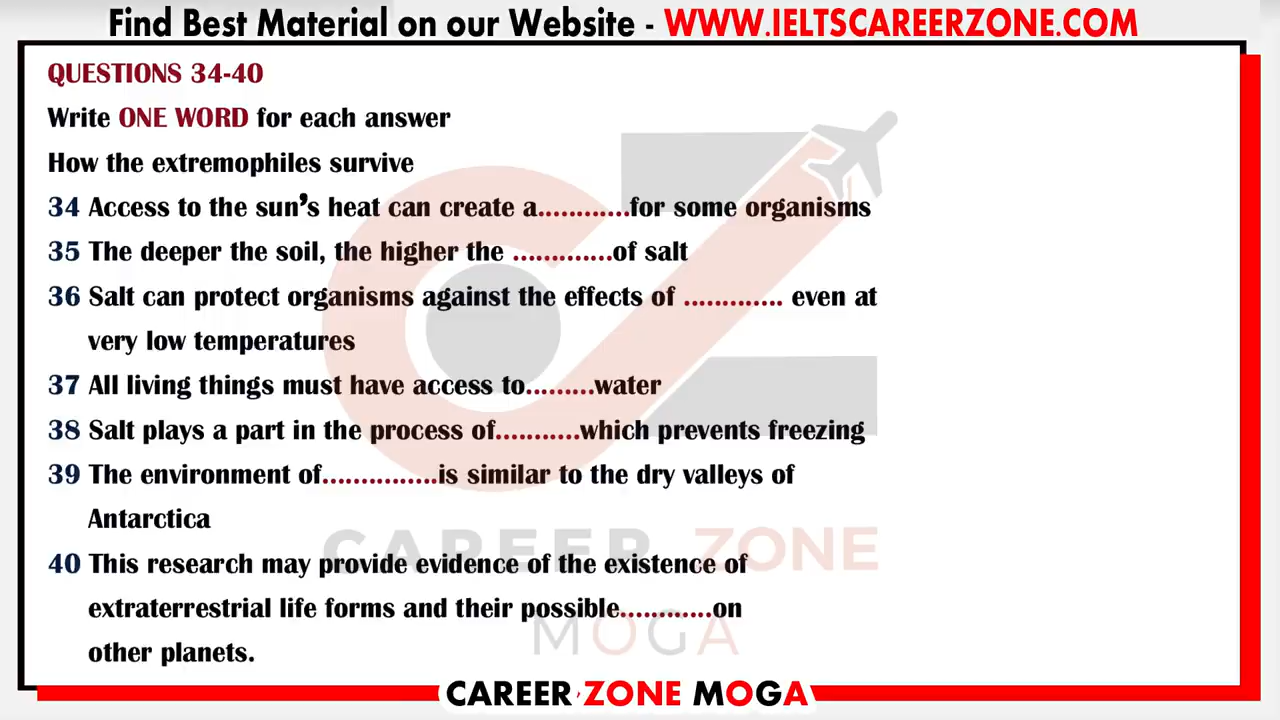 Find Best Material on our Website - WWW.IELTSCAREERZONE.COM
QUESTIONS 34-40
Write ONE WORD for each answer
How the extremophiles survive
34 Access to the sun's heat can create a............for some organisms
35 The deeper the soil, the higher the .............of salt
36 Salt can protect organisms against the effects of ............. even at
very low temperatures
37 All living things must have access to.........water
38 Salt plays a part in the process of...........which prevents freezing
39 The environment of...............is similar to the dry valleys of
Antarctica
CAREER ZONE
40 This research may provide evidence of the existence of
extraterrestrial life forms and their possible............on
MOGA
other planets.
CAREER ZONE MOGA